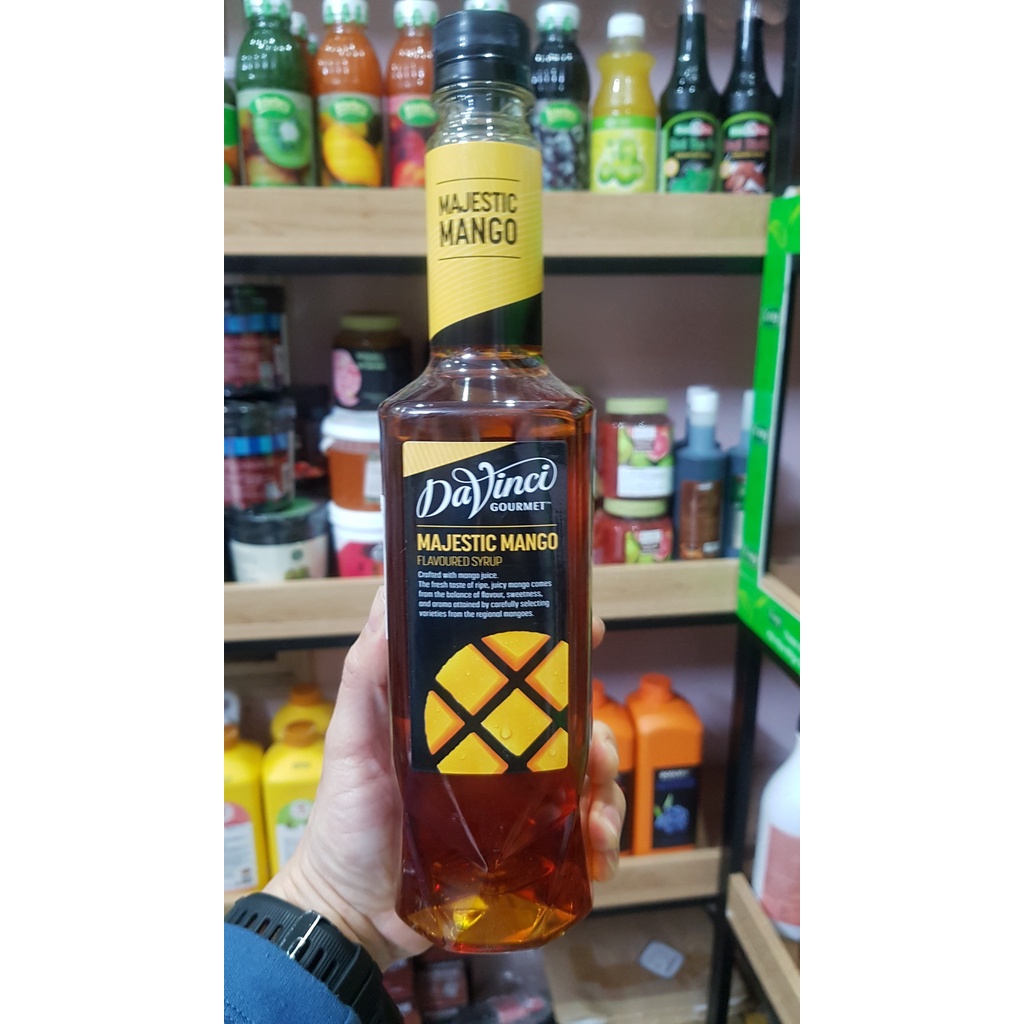 MAJESTIC
MANGO
DaVinci
GOURMET™
MAJESTIC MANGO
FLAVOURED SYRUP
Crafted with mango juice.
The fresh taste of ripe, juicy mango comes
from the balance of flavour, sweetness,
and aroma attained by carefully selecting
varieties from the regional mangoes.